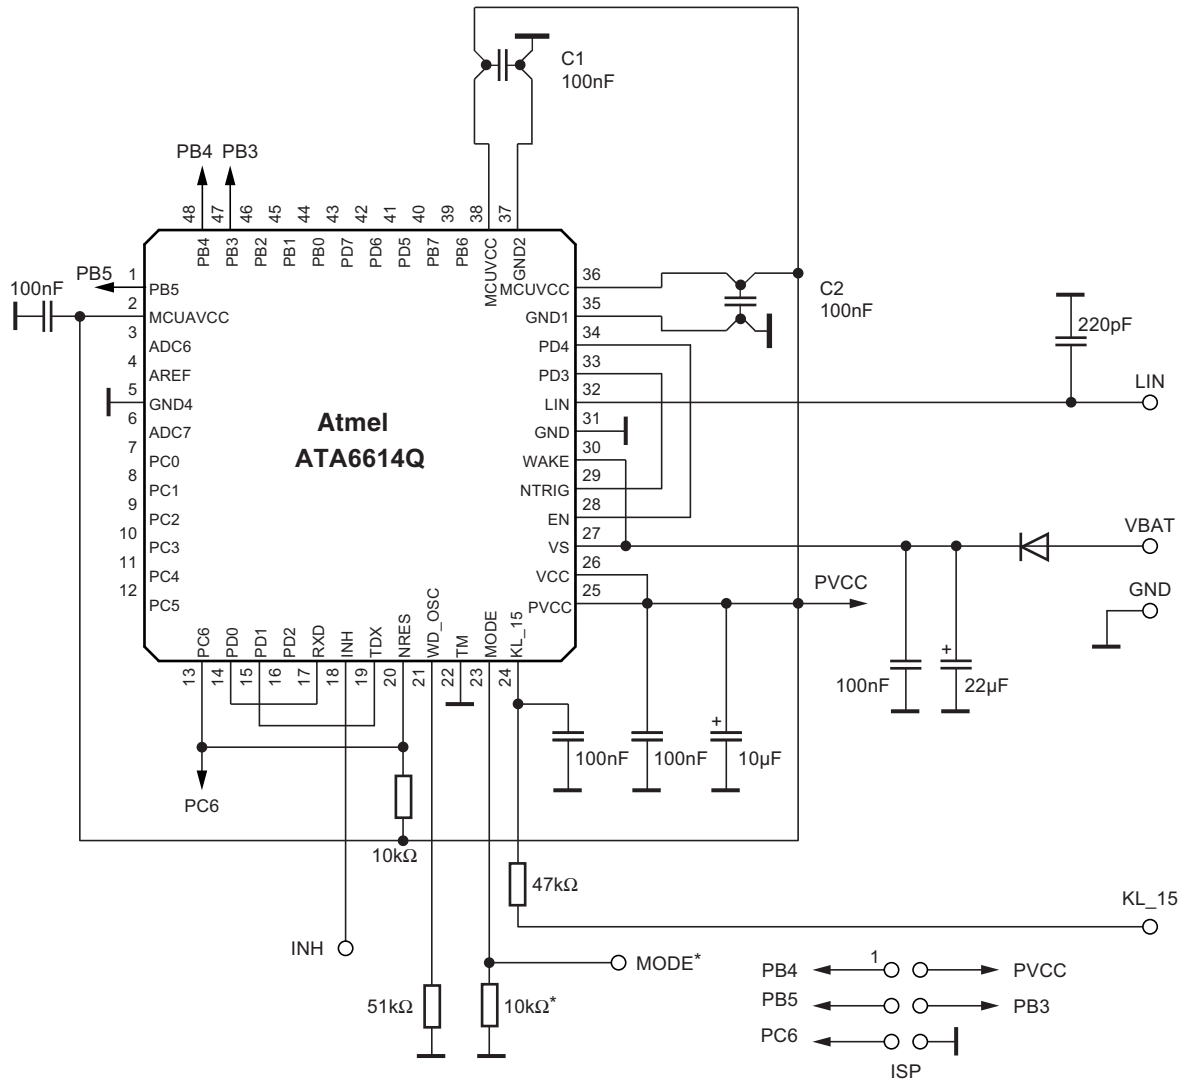 C1
100nF
PB4 PB3
48 47 46 45 44 43 42 41 40 39 38 37
PB4 PB3 PB2 PB1 PB0 PD7 PD6 PD5 PB7 PB6 MCUVCC GND2
PB5
100nF
1 PB5
2 MCUAVCC
3 ADC6
4 AREF
5 GND4
6 ADC7
7 PC0
8 PC1
9 PC2
10 PC3
11 PC4
12 PC5
Atmel
ATA6614Q
36 MCUVCC
35 GND1
34 PD4
33 PD3
32 LIN
31 GND
30 WAKE
29 NTRIG
28 EN
27 VS
26 VCC
25 PVCC
C2
100nF
220pF
LIN
VBAT
GND
PVCC
PC6 PD0 PD1 PD2 RXD INH TDX NRES WD_OSC TM MODE KL_15
13 14 15 16 17 18 19 20 21 22 23 24
100nF
+
22µF
100nF
100nF
+
10µF
PC6
10kΩ
47kΩ
KL_15
INH
MODE*
51kΩ
10kΩ*
PB4 1 PVCC
PB5 PB3
PC6
ISP